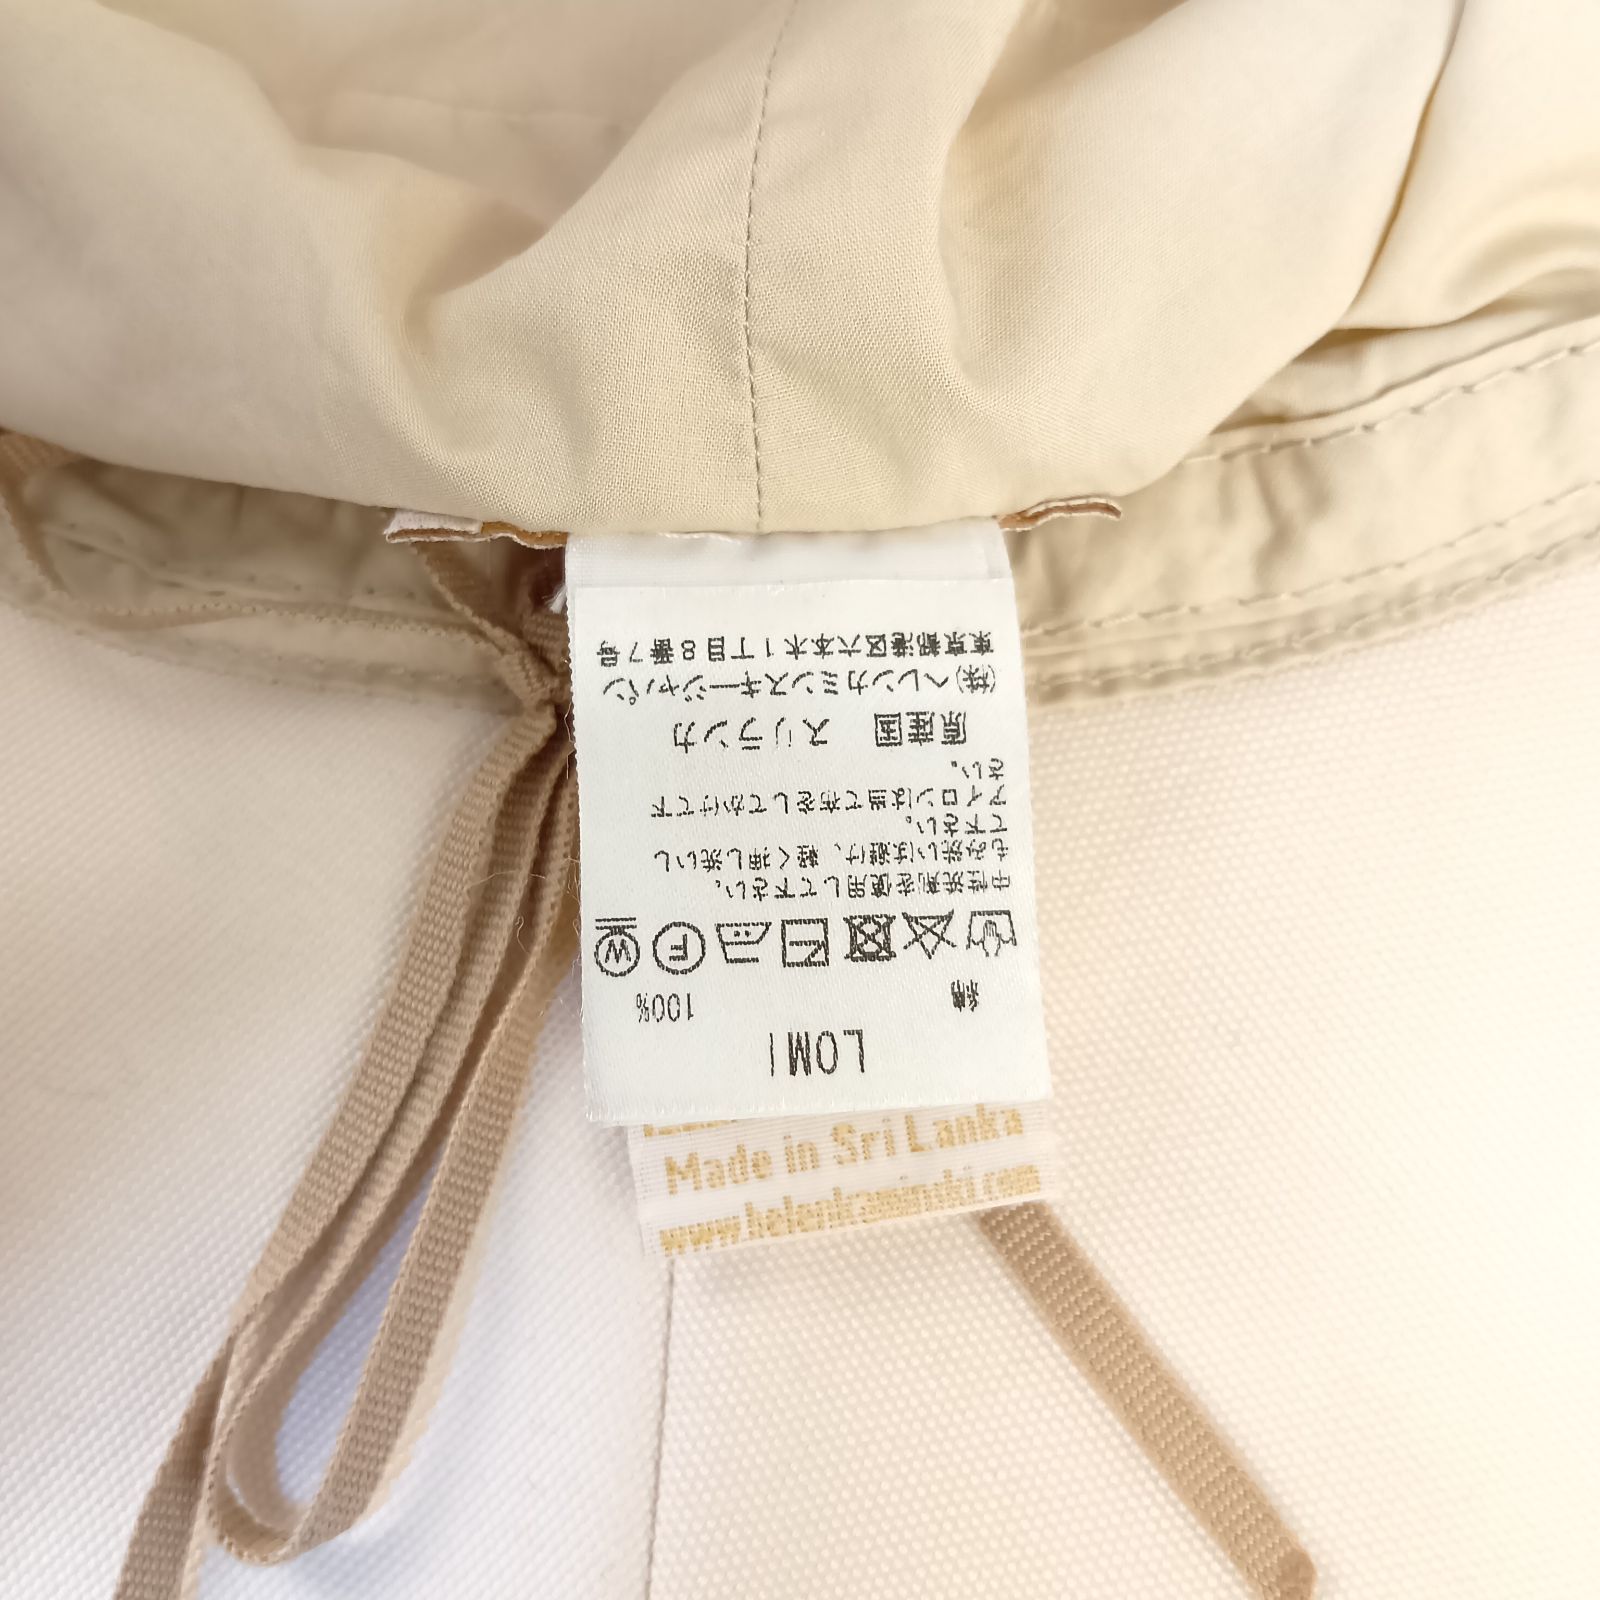 LOMI
綿 100%
W F
中性洗剤を使用して下さい。
もみ洗いは避け、軽く押し洗いし
て下さい。
アイロンは当て布をしてかけて下
さい。
原産国 スリランカ
(株)ヘレンカミンスキージャパン
東京都港区六本木1丁目8番7号
Made in Sri Lanka
www.helenkaminski.com